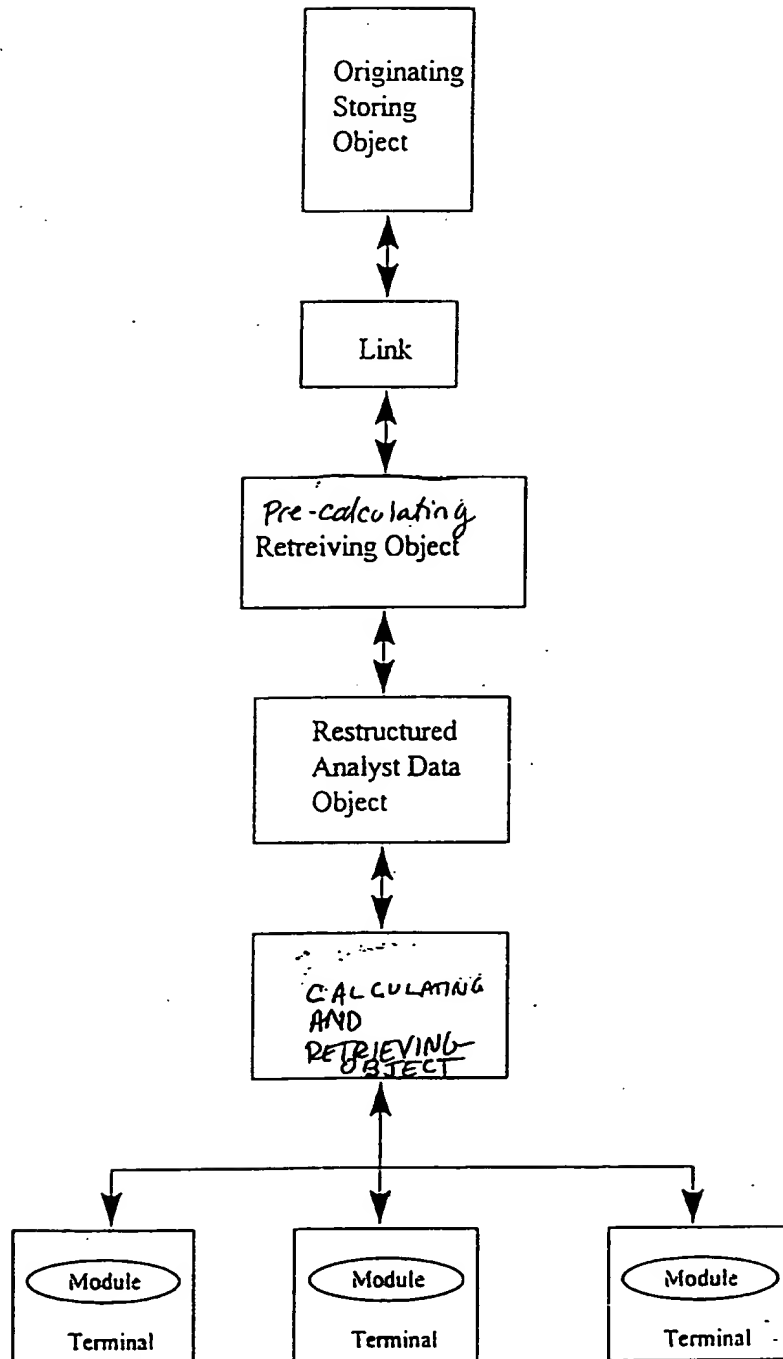 Originating
Storing
Object
Link
Pre-calculating
Retreiving Object
Restructured
Analyst Data
Object
CALCULATING
AND
RETRIEVING
OBJECT
Module
Terminal
Module
Terminal
Module
Terminal